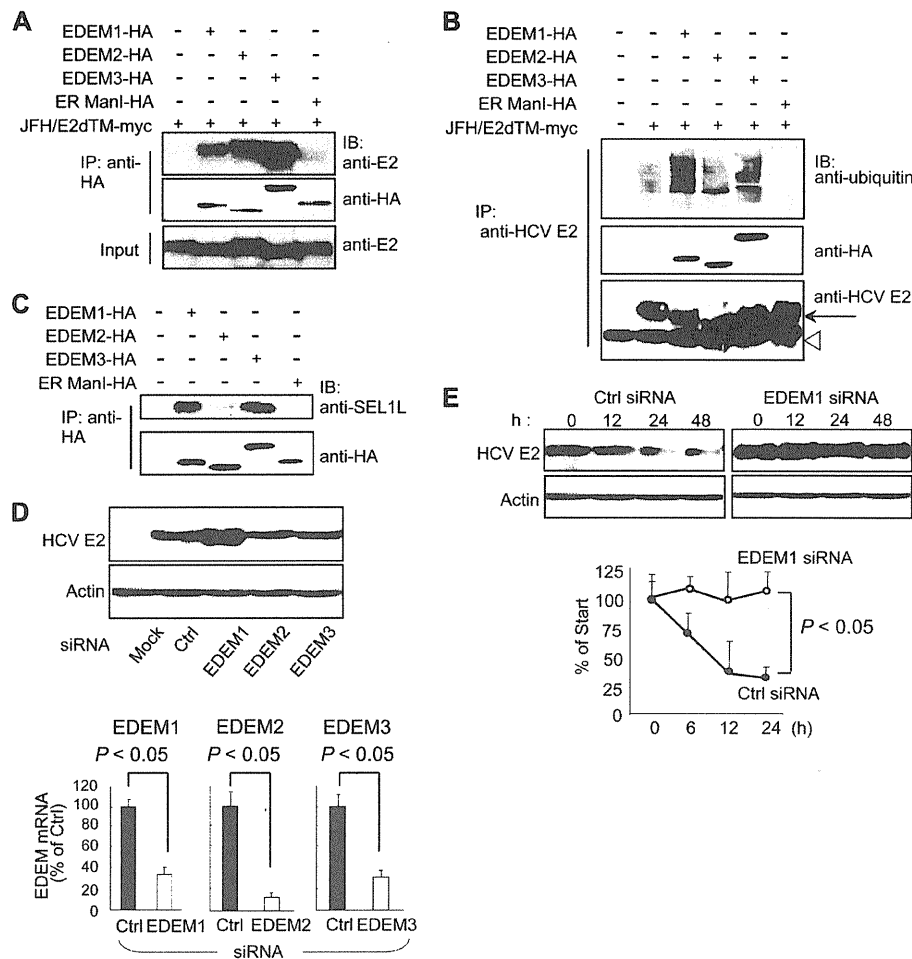 A
EDEM1-HA - + - - -
EDEM2-HA - - + - -
EDEM3-HA - - - + -
ER ManI-HA - - - - +
JFH/E2dTM-myc + + + + +
IP: anti-
HA
IB:
anti-E2
anti-HA
Input
anti-E2
B
EDEM1-HA - - + - - -
EDEM2-HA - - - + - -
EDEM3-HA - - - - + -
ER ManI-HA - - - - - +
JFH/E2dTM-myc - + + + + +
IP:
anti-HCV E2
IB:
anti-ubiquitin
anti-HA
anti-HCV E2
C
EDEM1-HA - + - - -
EDEM2-HA - - + - -
EDEM3-HA - - - + -
ER ManI-HA - - - - +
IB:
IP: anti-
HA
anti-SEL1L
anti-HA
D
HCV E2
Actin
siRNA
Mock
Ctrl
EDEM1
EDEM2
EDEM3
EDEM1
P < 0.05
EDEM2
P < 0.05
EDEM3
P < 0.05
EDEM mRNA
(% of Ctrl)
120
100
80
60
40
20
0
Ctrl EDEM1
Ctrl EDEM2
Ctrl EDEM3
siRNA
E
Ctrl siRNA
EDEM1 siRNA
h : 0 12 24 48
0 12 24 48
HCV E2
Actin
EDEM1 siRNA
% of Start
125
100
75
50
25
0
P < 0.05
Ctrl siRNA
0 6 12 24 (h)